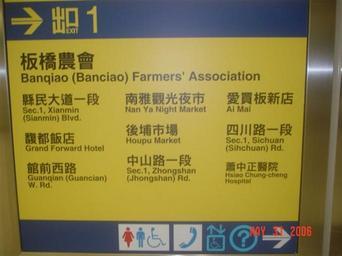 出口 1
EXIT
板橋農會
Banqiao (Banciao) Farmers' Association
縣民大道一段
Sec.1, Xianmin
(Sianmin) Blvd.
南雅觀光夜市
Nan Ya Night Market
愛買板新店
Ai Mai
馥都飯店
Grand Forward Hotel
後埔市場
Houpu Market
四川路一段
Sec.1, Sichuan
(Sihchuan) Rd.
館前西路
Guanqian (Guancian)
W. Rd.
中山路一段
Sec.1, Zhongshan
(Jhongshan) Rd.
蕭中正醫院
Hsiao Chung-cheng
Hospital